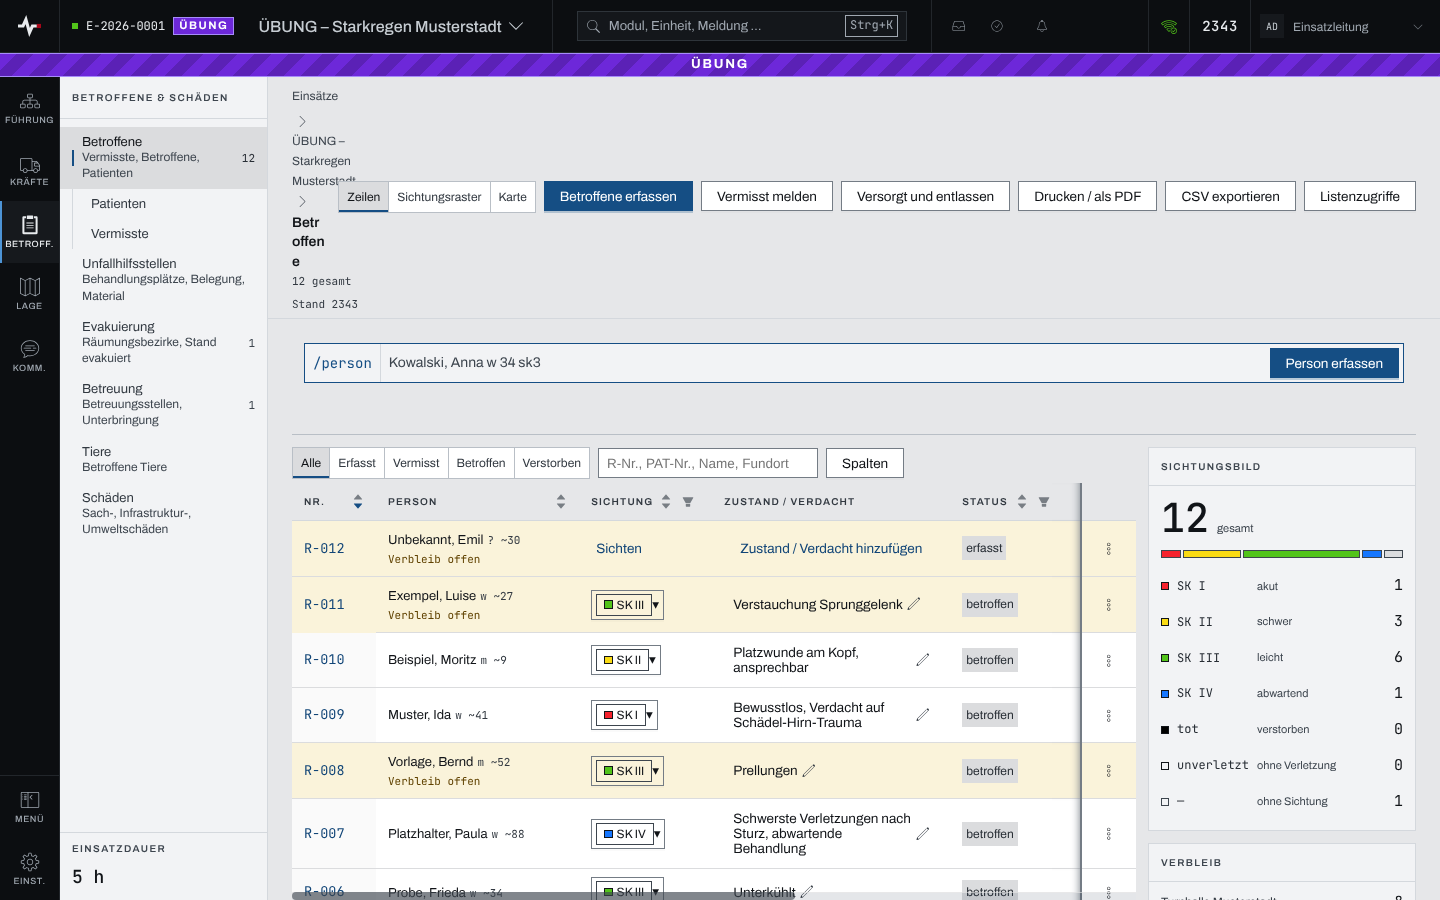 E-2026-0001 ÜBUNG ÜBUNG – Starkregen Musterstadt
Modul, Einheit, Meldung ... Strg+K
2343
AD Einsatzleitung
ÜBUNG
FÜHRUNG
KRÄFTE
BETROFF.
LAGE
KOMM.
MENÜ
EINST.
BETROFFENE & SCHÄDEN
Betroffene
Vermisste, Betroffene, 12
Patienten
Patienten
Vermisste
Unfallhilfsstellen
Behandlungsplätze, Belegung,
Material
Evakuierung
Räumungsbezirke, Stand 1
evakuiert
Betreuung
Betreuungsstellen, 1
Unterbringung
Tiere
Betroffene Tiere
Schäden
Sach-, Infrastruktur-,
Umweltschäden
EINSATZDAUER
5 h
Einsätze
ÜBUNG –
Starkregen
Musterstadt
Betr
offen
e
12 gesamt
Stand 2343
Zeilen Sichtungsraster Karte Betroffene erfassen Vermisst melden Versorgt und entlassen Drucken / als PDF CSV exportieren Listenzugriffe
/person Kowalski, Anna w 34 sk3 Person erfassen
Alle Erfasst Vermisst Betroffen Verstorben R-Nr., PAT-Nr., Name, Fundort Spalten
NR. PERSON SICHTUNG ZUSTAND / VERDACHT STATUS
R-012 Unbekannt, Emil ? ~30 Sichten Zustand / Verdacht hinzufügen erfasst
Verbleib offen
R-011 Exempel, Luise w ~27 SK III Verstauchung Sprunggelenk betroffen
Verbleib offen
R-010 Beispiel, Moritz m ~9 SK II Platzwunde am Kopf, betroffen
ansprechbar
R-009 Muster, Ida w ~41 SK I Bewusstlos, Verdacht auf betroffen
Schädel-Hirn-Trauma
R-008 Vorlage, Bernd m ~52 SK III Prellungen betroffen
Verbleib offen
R-007 Platzhalter, Paula w ~88 SK IV Schwerste Verletzungen nach betroffen
Sturz, abwartende
Behandlung
R-006 Probe, Frieda w ~34 SK III Unterkühlt betroffen
SICHTUNGSBILD
12 gesamt
SK I akut 1
SK II schwer 3
SK III leicht 6
SK IV abwartend 1
tot verstorben 0
unverletzt ohne Verletzung 0
– ohne Sichtung 1
VERBLEIB